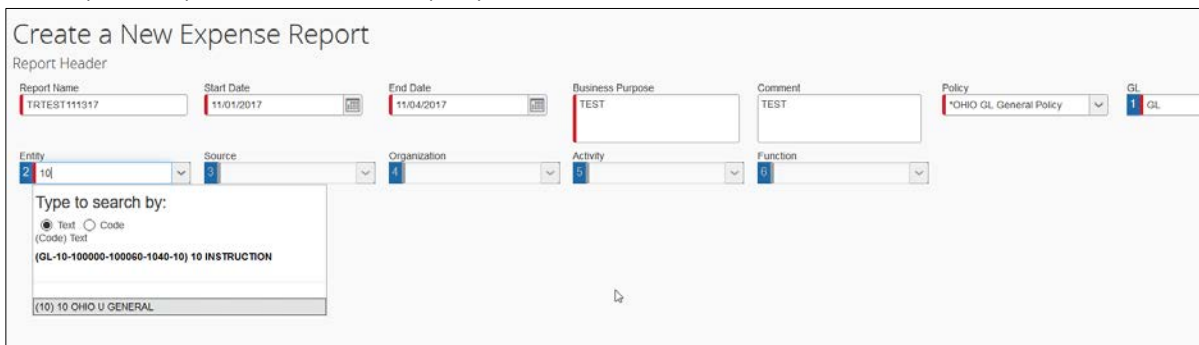 Create a New Expense Report
Report Header
Report Name Start Date End Date Business Purpose Comment Policy GL
TRTEST111317 11/01/2017 11/04/2017 TEST TEST *OHIO GL General Policy 1 GL
Entity Source Organization Activity Function
2 10 3 4 5 6
Type to search by:
Text Code
(Code) Text
(GL-10-100000-100060-1040-10) 10 INSTRUCTION
(10) 10 OHIO U GENERAL